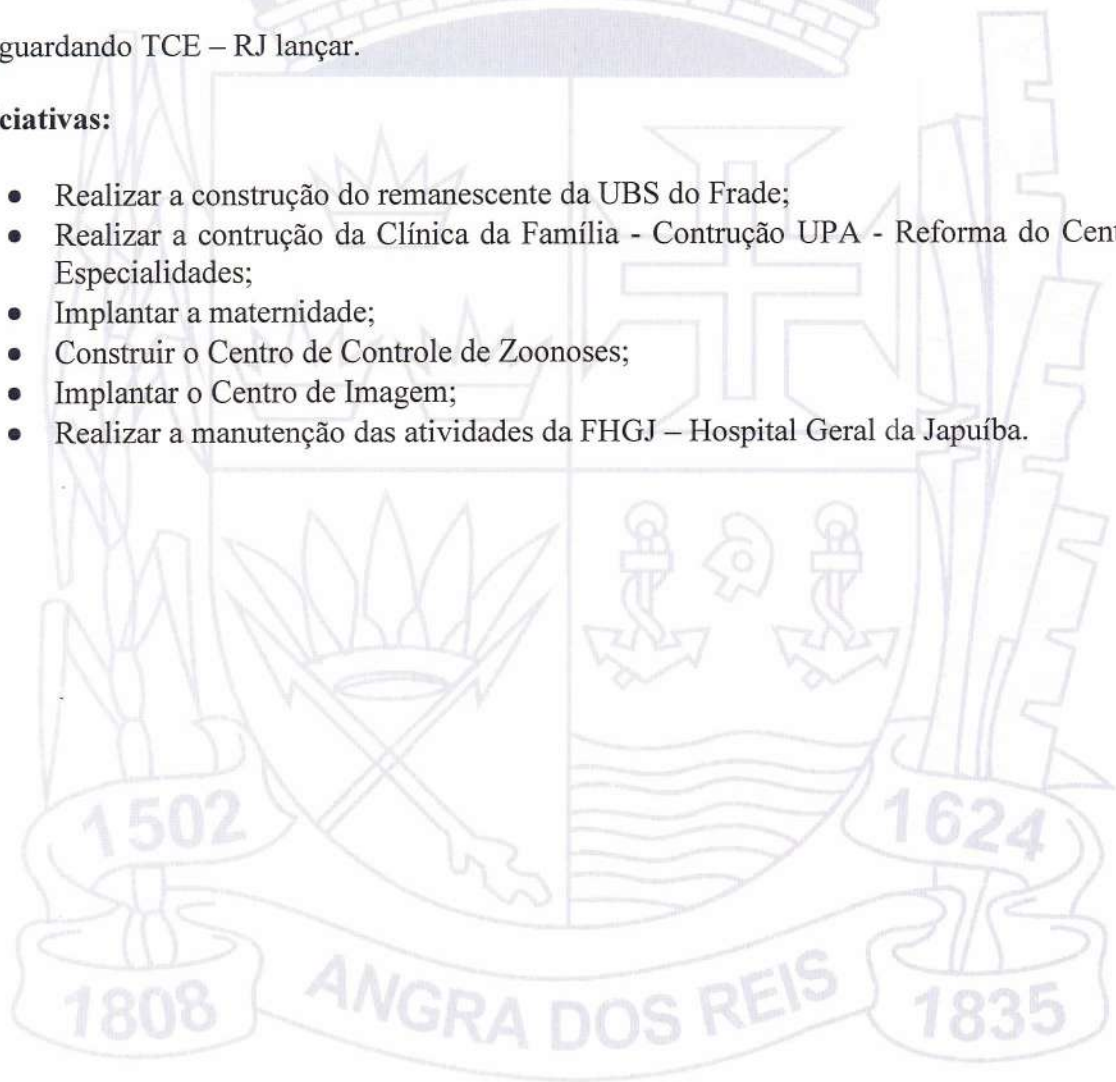 guardando TCE – RJ lançar.
ciativas:
• Realizar a construção do remanescente da UBS do Frade;
• Realizar a contrução da Clínica da Família - Contrução UPA - Reforma do Cent
Especialidades;
• Implantar a maternidade;
• Construir o Centro de Controle de Zoonoses;
• Implantar o Centro de Imagem;
• Realizar a manutenção das atividades da FHGJ – Hospital Geral da Japuíba.
1502
1624
1808
ANGRA DOS REIS
1835